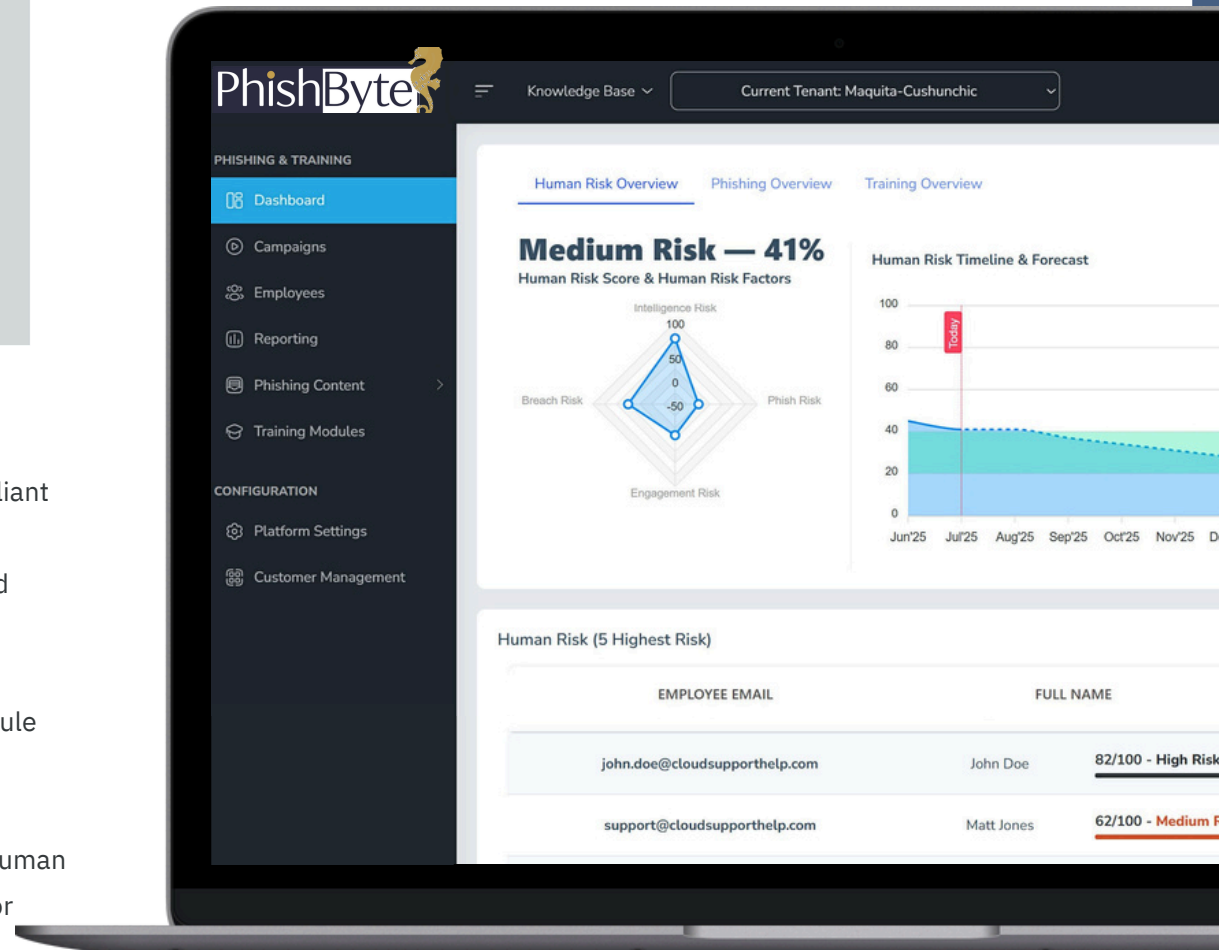 PhishByte
Knowledge Base
Current Tenant: Maquita-Cushunchic
PHISHING & TRAINING
Dashboard
Campaigns
Employees
Reporting
Phishing Content
Training Modules
CONFIGURATION
Platform Settings
Customer Management
Human Risk Overview
Phishing Overview
Training Overview
Medium Risk — 41%
Human Risk Score & Human Risk Factors
Intelligence Risk
100
50
0
-50
Breach Risk
Phish Risk
Engagement Risk
Human Risk Timeline & Forecast
100
80
60
40
20
0
Today
Jun'25 Jul'25 Aug'25 Sep'25 Oct'25 Nov'25 D
Human Risk (5 Highest Risk)
EMPLOYEE EMAIL FULL NAME
john.doe@cloudsupporthelp.com John Doe 82/100 - High Risk
support@cloudsupporthelp.com Matt Jones 62/100 - Medium
liant
d
ule
uman
or